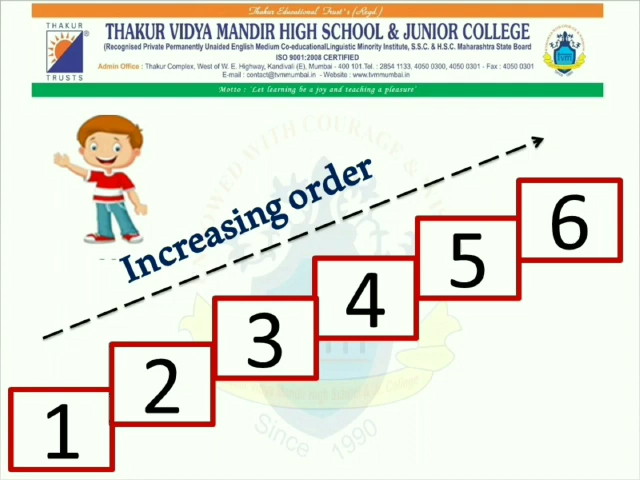 Thakur Educational Trust's (Regd.)
THAKUR
TRUSTS
THAKUR VIDYA MANDIR HIGH SCHOOL & JUNIOR COLLEGE
(Recognised Private Permanently Unaided English Medium Co-educationalLinguistic Minority Institute, S.S.C. & H.S.C. Maharashtra State Board
ISO 9001:2008 CERTIFIED
Admin Office : Thakur Complex, West of W. E. Highway, Kandivali (E), Mumbai - 400 101.Tel. : 2854 1133, 4050 0300, 4050 0301 - Fax : 4050 0301
E-mail : contact@tvmmumbai.in - Website : www.tvmmumbai.in
tvm
Motto : 'Let learning be a joy and teaching a pleasure'
WITH COURAGE &
Increasing order
6
5
4
3
2
1
Since 1990